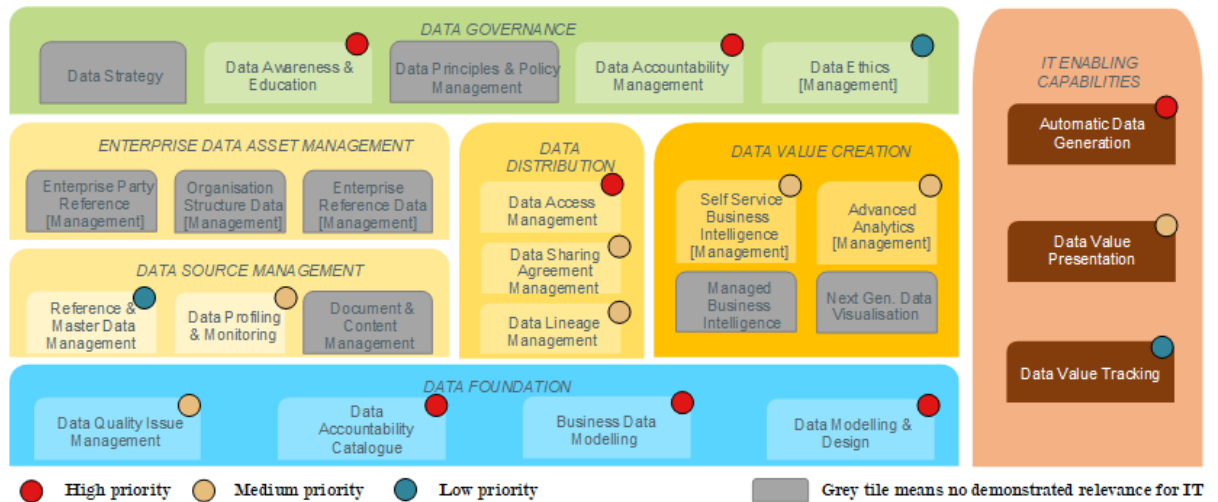 DATA GOVERNANCE
Data Strategy
Data Awareness &
Education
Data Principles & Policy
Management
Data Accountability
Management
Data Ethics
[Management]
ENTERPRISE DATA ASSET MANAGEMENT
Enterprise Party
Reference
[Management]
Organisation
Structure Data
[Management]
Enterprise
Reference Data
[Management]
DATA SOURCE MANAGEMENT
Reference &
Master Data
Management
Data Profiling
& Monitoring
Document &
Content
Management
DATA
DISTRIBUTION
Data Access
Management
Data Sharing
Agreement
Management
Data Lineage
Management
DATA VALUE CREATION
Self Service
Business
Intelligence
[Management]
Advanced
Analytics
[Management]
Managed
Business
Intelligence
Next Gen. Data
Visualisation
DATA FOUNDATION
Data Quality Issue
Management
Data
Accountability
Catalogue
Business Data
Modelling
Data Modelling &
Design
IT ENABLING
CAPABILITIES
Automatic Data
Generation
Data Value
Presentation
Data Value Tracking
High priority
Medium priority
Low priority
Grey tile means no demonstrated relevance for IT